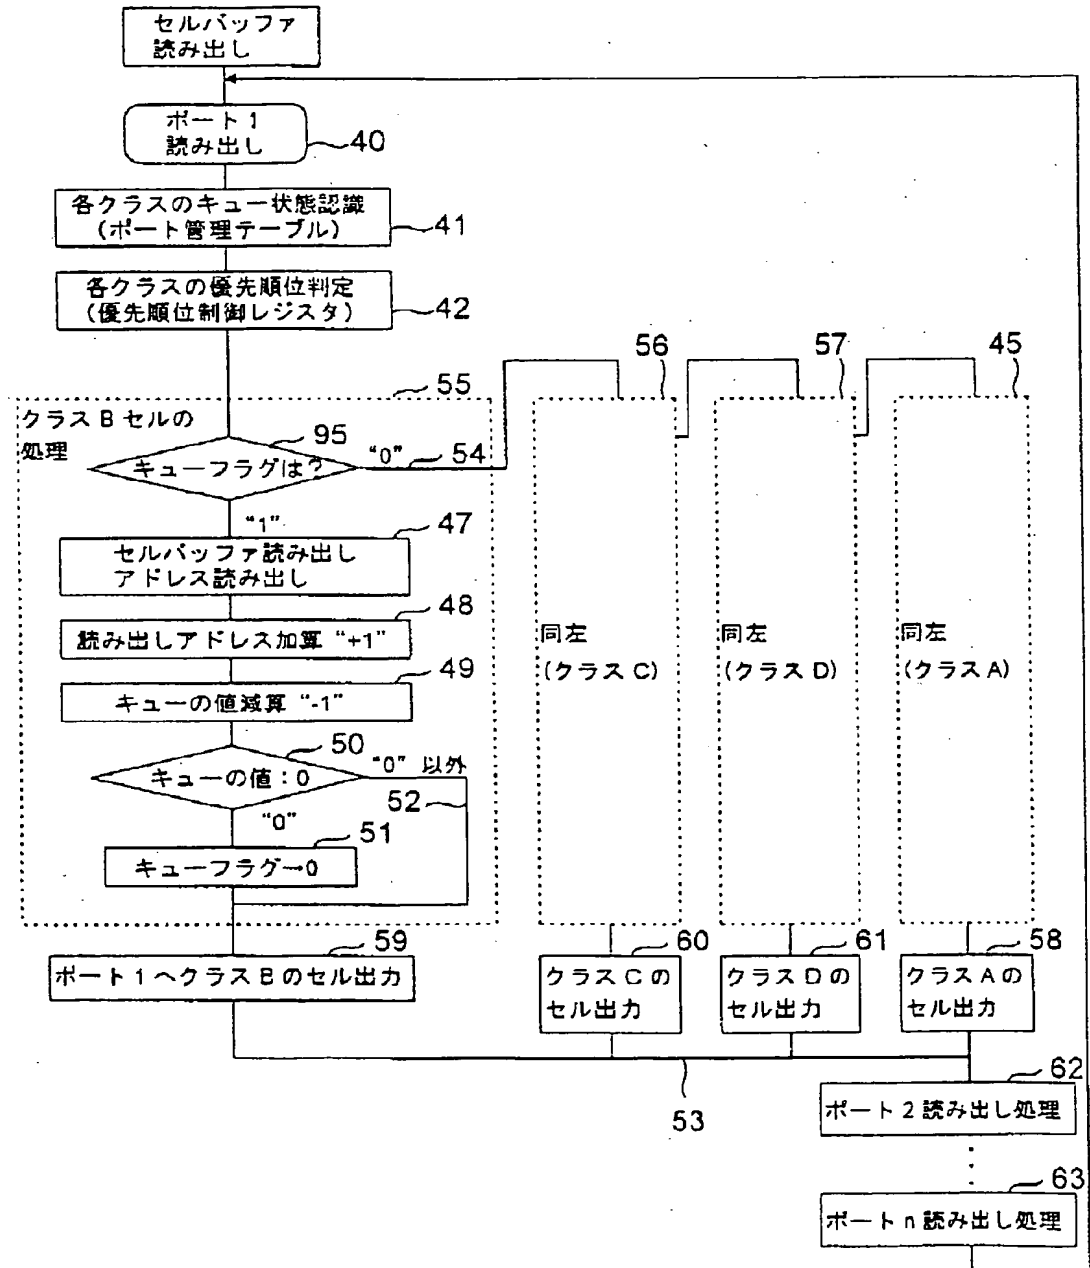 セルバッファ
読み出し
ポート1
読み出し
40
各クラスのキュー状態認識
(ポート管理テーブル)
41
各クラスの優先順位判定
(優先順位制御レジスタ)
42
56
57
45
55
クラスBセルの
処理
95
キューフラグは?
“0”
54
“1”
47
セルバッファ読み出し
アドレス読み出し
48
読み出しアドレス加算 “+1”
49
キューの値減算 “-1”
50
キューの値:0
“0” 以外
52
“0”
51
キューフラグ→0
同左
(クラスC)
同左
(クラスD)
同左
(クラスA)
59
ポート1へクラスBのセル出力
60
クラスCの
セル出力
61
クラスDの
セル出力
58
クラスAの
セル出力
53
62
ポート2読み出し処理
63
ポートn読み出し処理